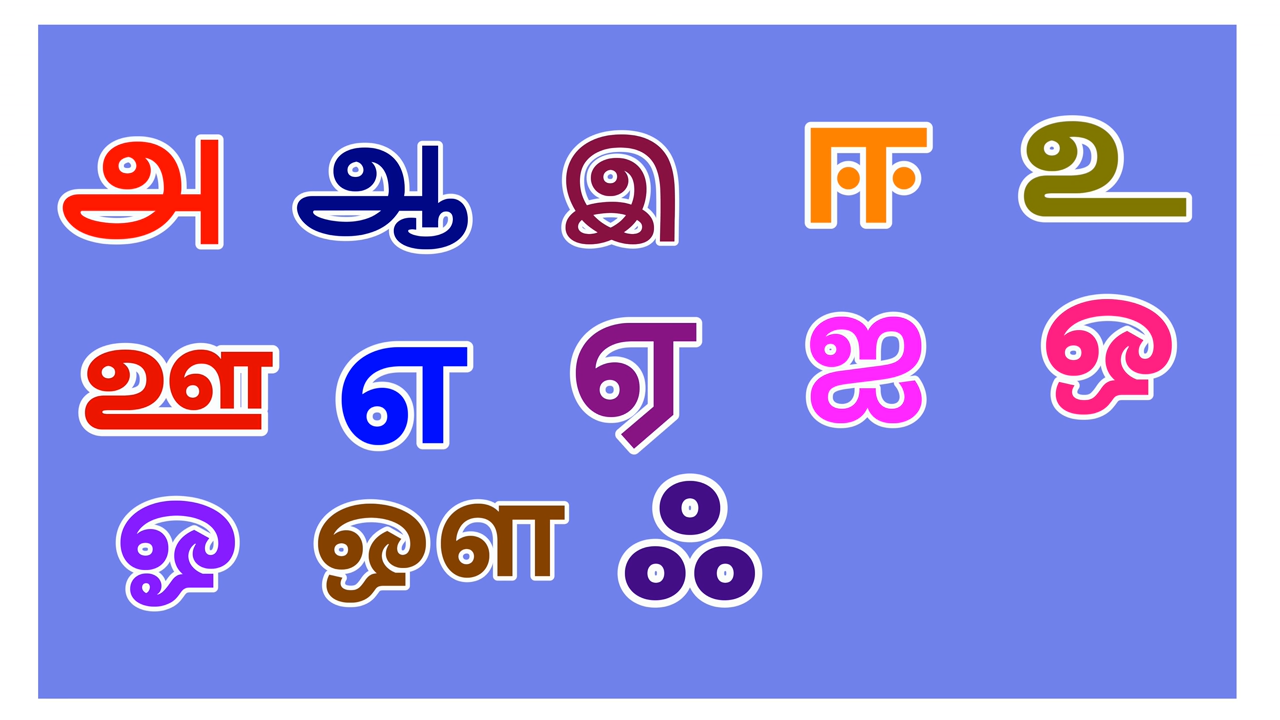 அ ஆ இ ஈ உ
ஊ எ ஏ ஐ ஒ
ஓ ஔ ஃ